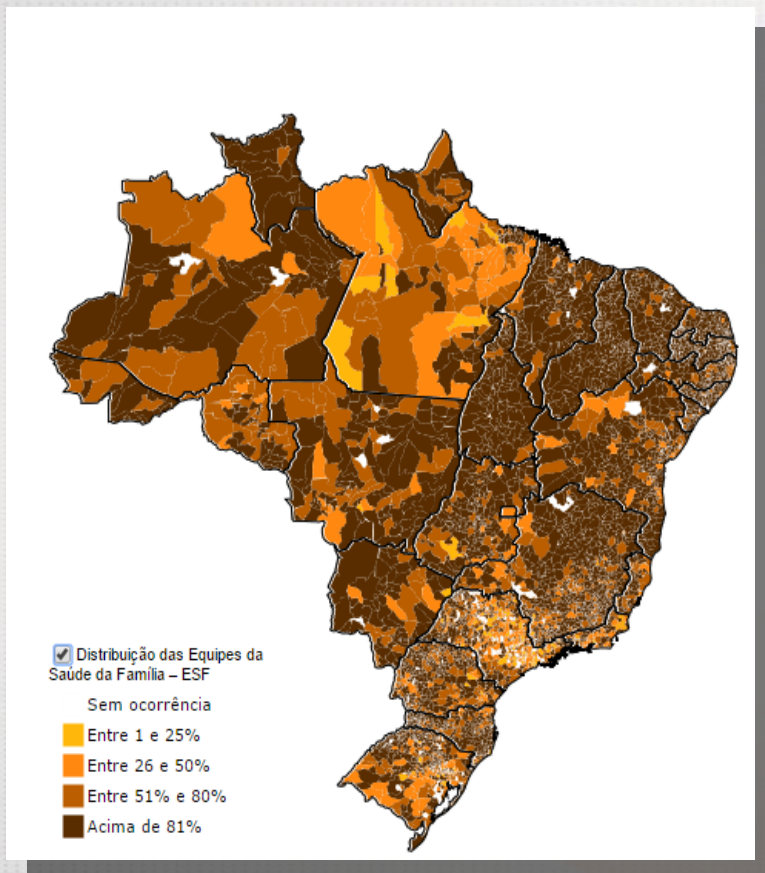 Distribuição das Equipes da
Saúde da Família – ESF
Sem ocorrência
Entre 1 e 25%
Entre 26 e 50%
Entre 51% e 80%
Acima de 81%